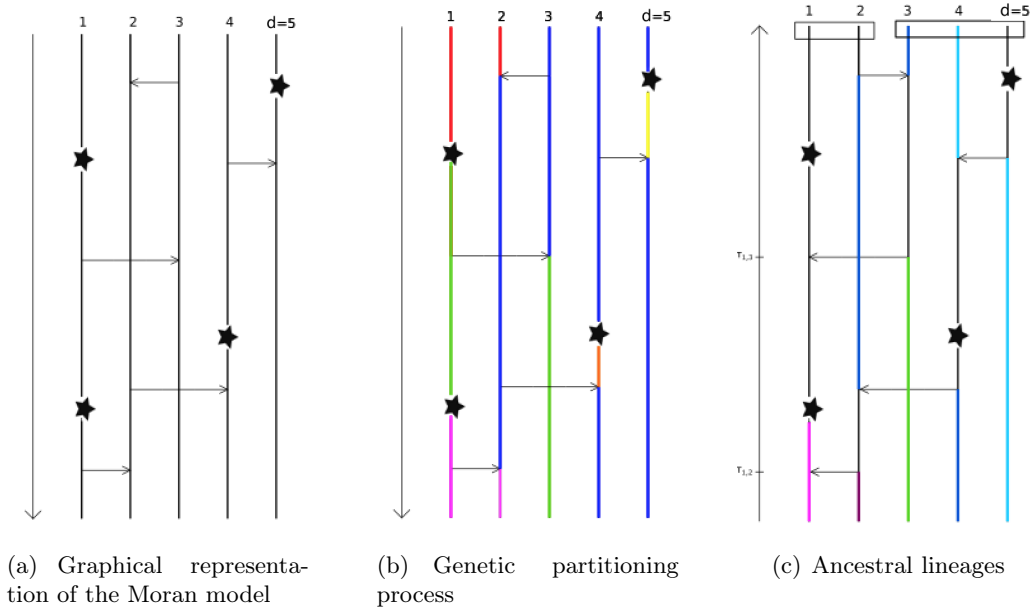 1 2 3 4 d=5
1 2 3 4 d=5
1 2 3 4 d=5
τ1,3
τ1,2
(a) Graphical representa-
tion of the Moran model
(b) Genetic partitioning
process
(c) Ancestral lineages